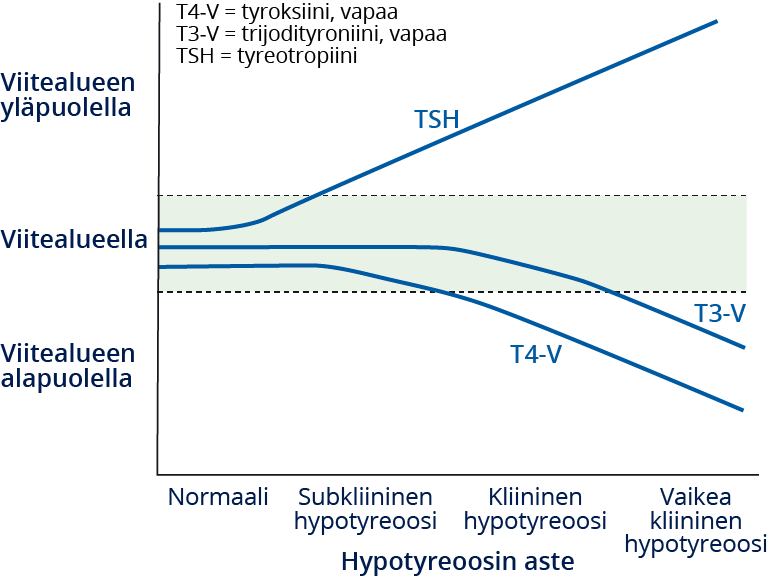 T4-V = tyroksiini, vapaa
T3-V = trijodityroniini, vapaa
TSH = tyreotropiini
Viitealueen
yläpuolella
TSH
Viitealueella
T3-V
Viitealueen
alapuolella
T4-V
Normaali
Subkliininen
hypotyreoosi
Kliininen
hypotyreoosi
Vaikea
kliininen
hypotyreoosi
Hypotyreoosin aste